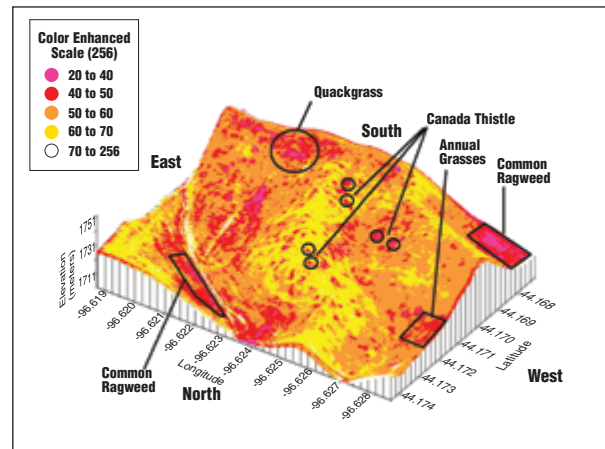 Color Enhanced
Scale (256)
20 to 40
40 to 50
50 to 60
60 to 70
70 to 256
Quackgrass
South
Canada Thistle
Annual
Grasses
Common
Ragweed
East
1751
1731
1711
Elevation
(meters)
-96.619
-96.620
-96.621
-96.622
-96.623
-96.624
-96.625
-96.626
-96.627
-96.628
Longitude
North
Common
Ragweed
44.168
44.169
44.170
44.171
44.172
44.173
44.174
Latitude
West